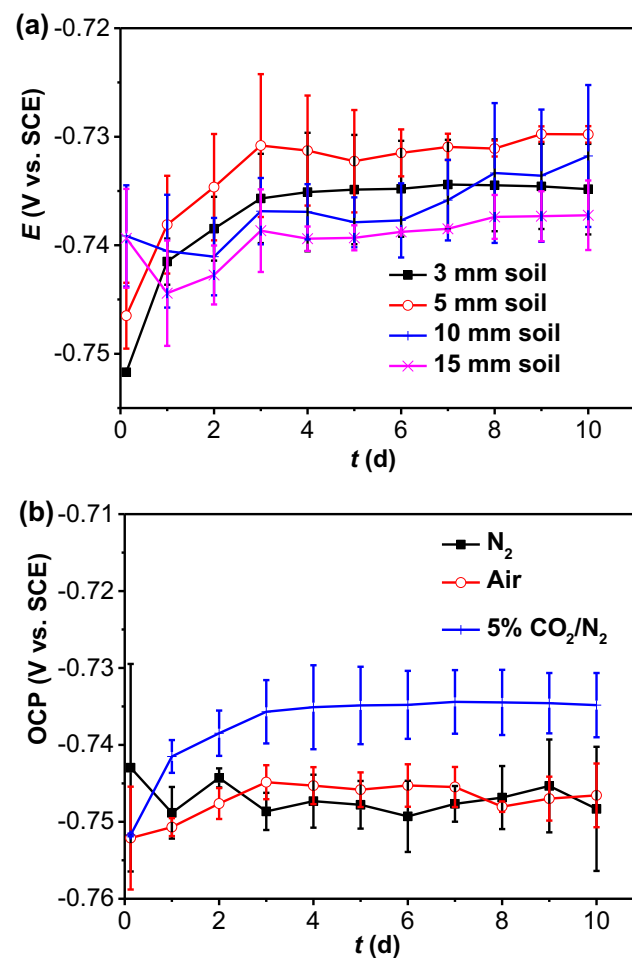 (a)
-0.72
-0.73
-0.74
-0.75
E (V vs. SCE)
3 mm soil
5 mm soil
10 mm soil
15 mm soil
0 2 4 6 8 10
t (d)
(b)
-0.71
-0.72
-0.73
-0.74
-0.75
-0.76
OCP (V vs. SCE)
N₂
Air
5% CO₂/N₂
0 2 4 6 8 10
t (d)